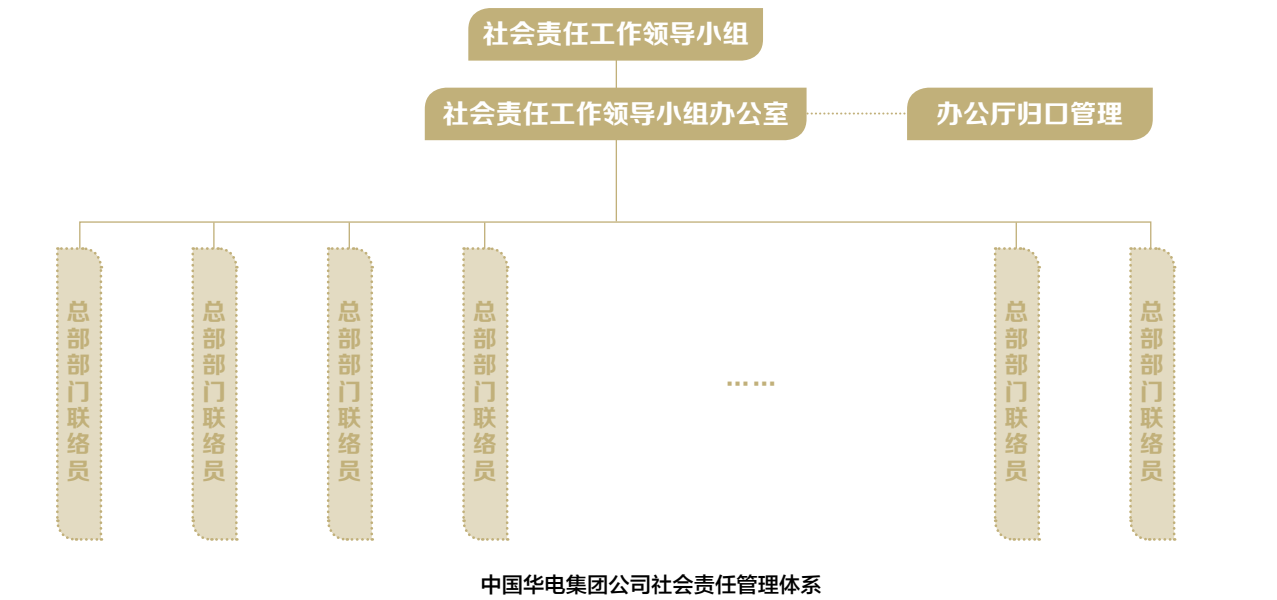 社会责任工作领导小组
社会责任工作领导小组办公室
办公厅归口管理
总部部门联络员
总部部门联络员
总部部门联络员
总部部门联络员
……
总部部门联络员
总部部门联络员
中国华电集团公司社会责任管理体系